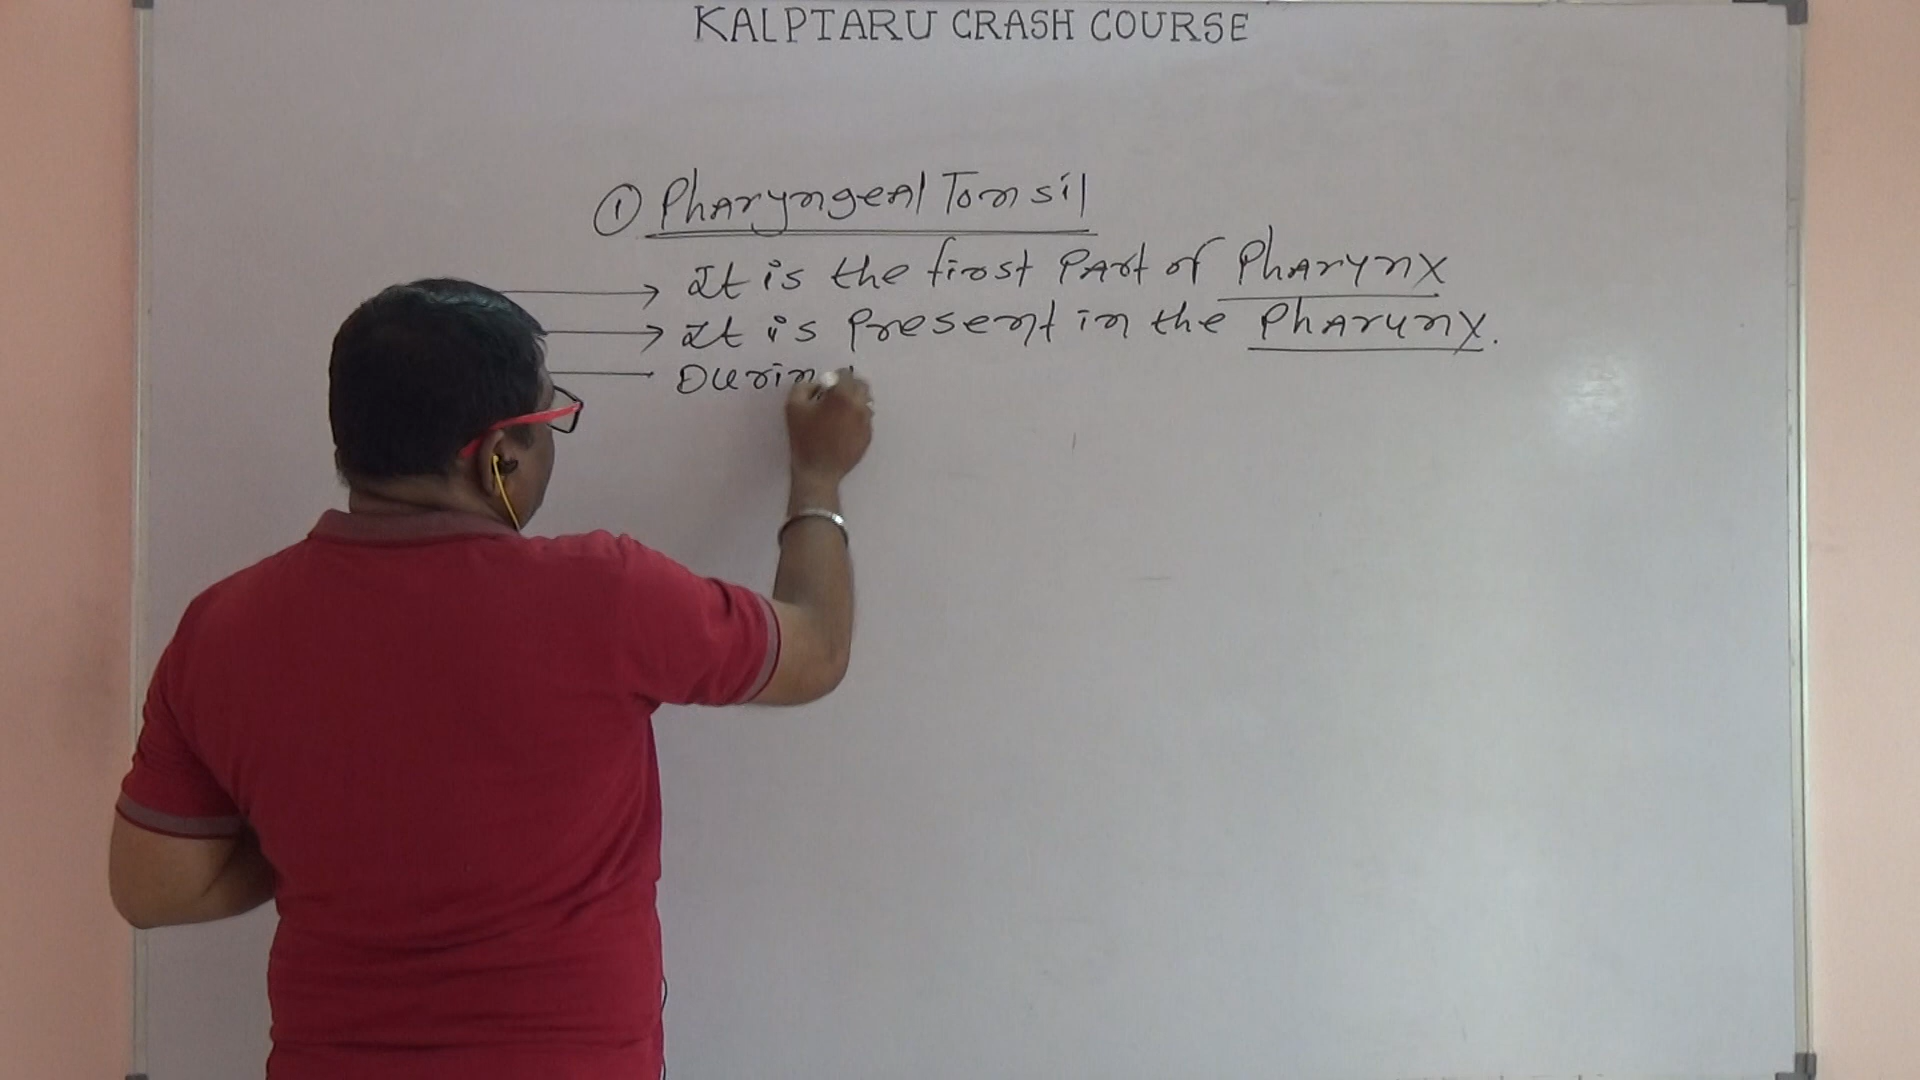 KALPTARU CRASH COURSE
① Pharyngeal Tonsil
→ It is the first Part of Pharynx
→ It is Present in the Pharynx.
During